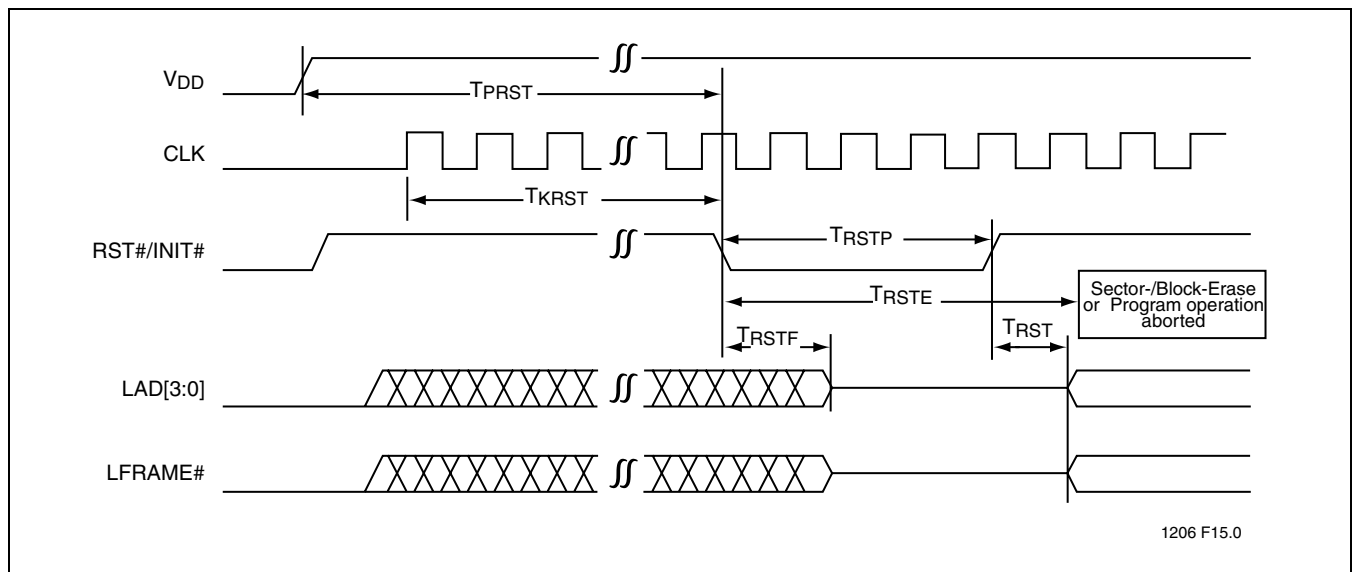 VDD
TPRST
CLK
TKRST
RST#/INIT#
TRSTP
TRSTE
Sector-/Block-Erase
or Program operation
aborted
TRSTF
TRST
LAD[3:0]
LFRAME#
1206 F15.0